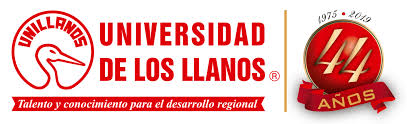 UNILLANOS
UNIVERSIDAD
DE LOS LLANOS®
Talento y conocimiento para el desarrollo regional
1975 - 2019
44
AÑOS